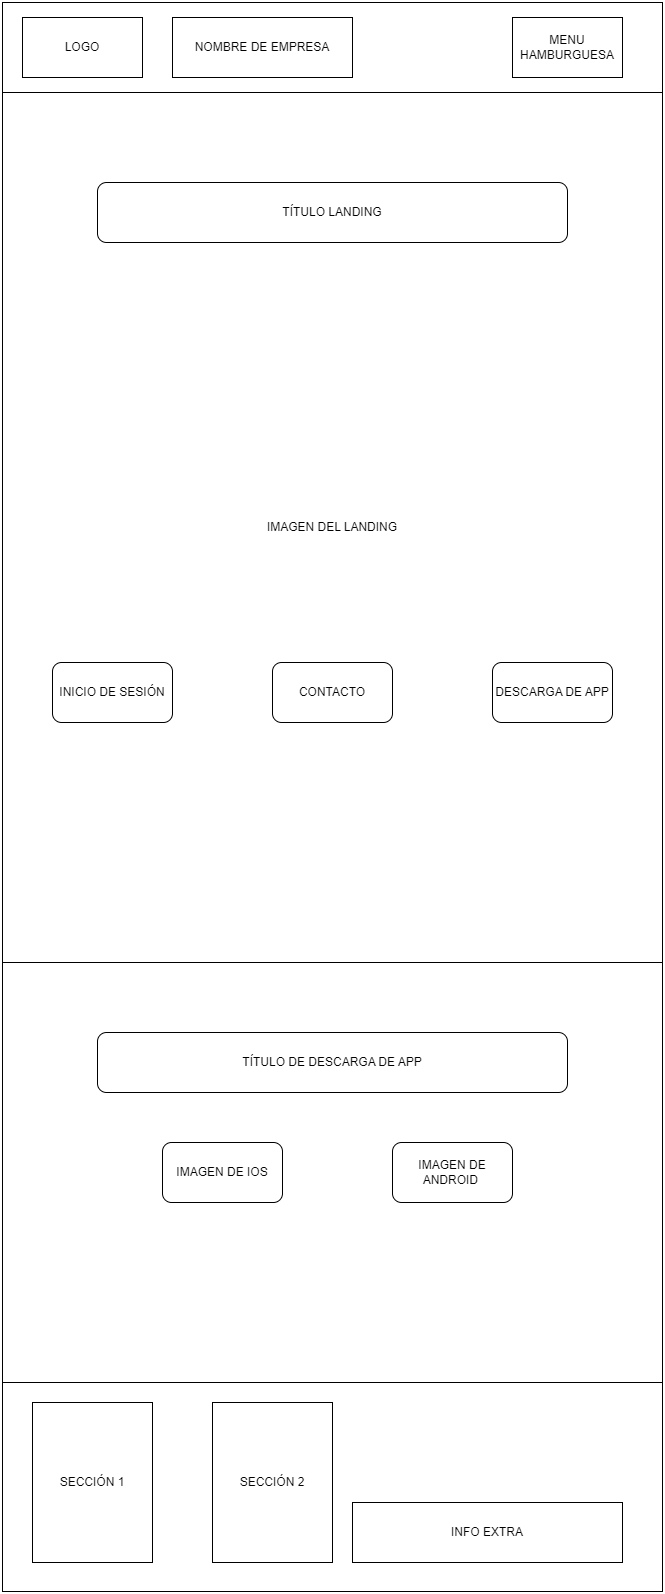 LOGO
NOMBRE DE EMPRESA
MENU
HAMBURGUESA
TÍTULO LANDING
IMAGEN DEL LANDING
INICIO DE SESIÓN
CONTACTO
DESCARGA DE APP
TÍTULO DE DESCARGA DE APP
IMAGEN DE IOS
IMAGEN DE
ANDROID
SECCIÓN 1
SECCIÓN 2
INFO EXTRA